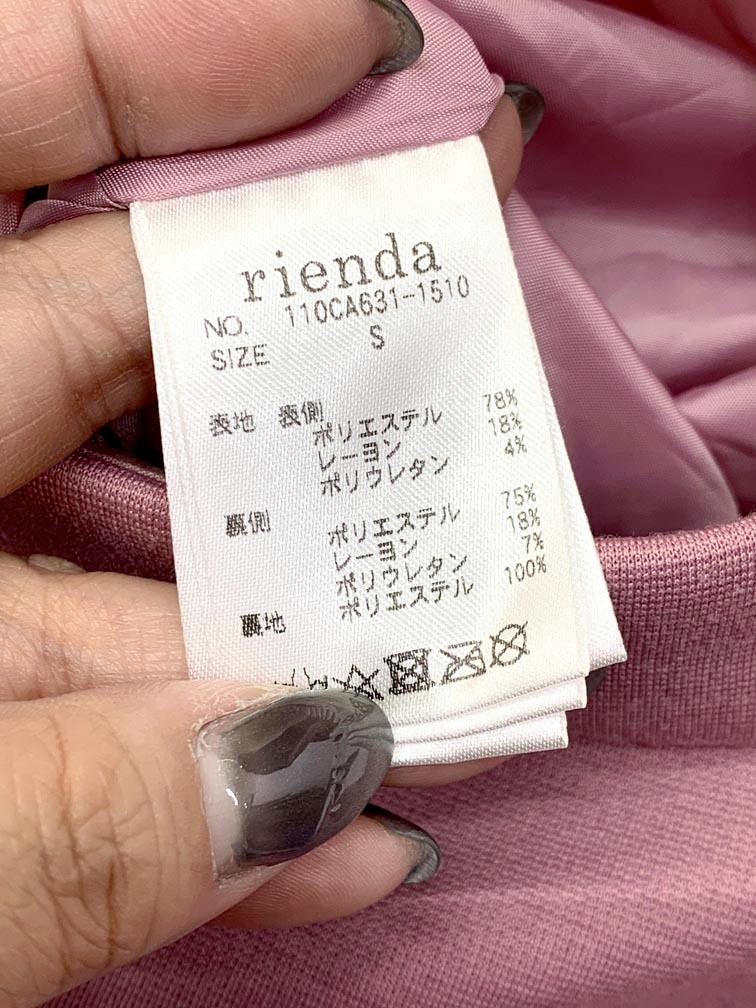 rienda
NO. 110CA631-1510
SIZE S
表地 表側
ポリエステル 78%
レーヨン 18%
ポリウレタン 4%
裏側
ポリエステル 75%
レーヨン 18%
ポリウレタン 7%
裏地 ポリエステル 100%